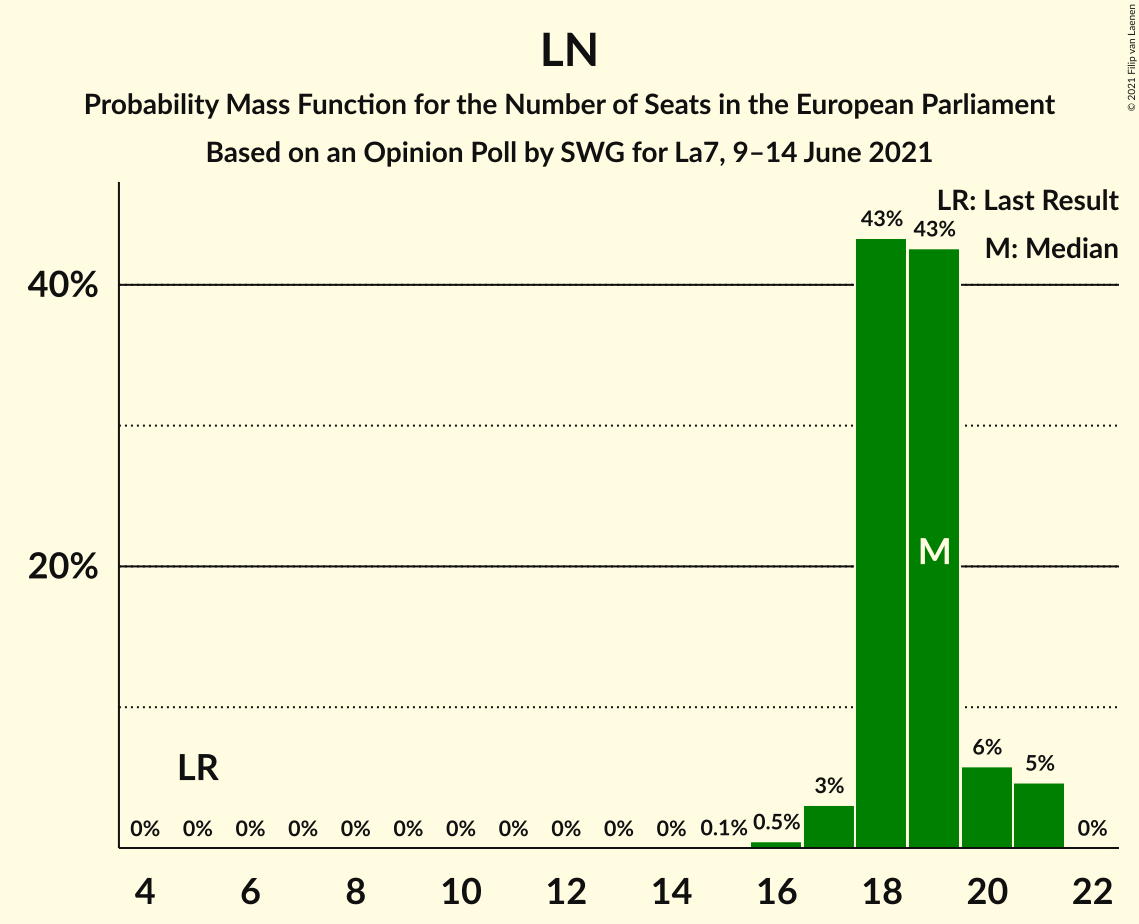 LN
Probability Mass Function for the Number of Seats in the European Parliament
Based on an Opinion Poll by SWG for La7, 9–14 June 2021
© 2021 Filip van Laenen
LR: Last Result
M: Median
43% 43%
40%
20%
M
LR
0% 0% 0% 0% 0% 0% 0% 0% 0% 0% 0% 0.1% 0.5% 3% 6% 5% 0%
4 6 8 10 12 14 16 18 20 22